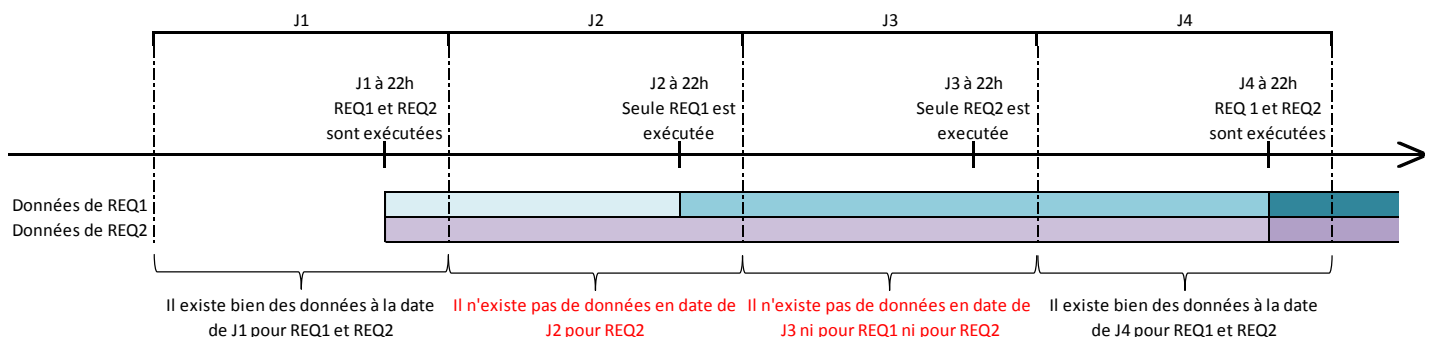 J1
J2
J3
J4
J1 à 22h
REQ1 et REQ2
sont exécutées
J2 à 22h
Seule REQ1 est
exécutée
J3 à 22h
Seule REQ2 est
executée
J4 à 22h
REQ 1 et REQ2
sont exécutées
Données de REQ1
Données de REQ2
Il existe bien des données à la date
de J1 pour REQ1 et REQ2
Il n'existe pas de données en date de
J2 pour REQ2
Il n'existe pas de données en date de
J3 ni pour REQ1 ni pour REQ2
Il existe bien des données à la date
de J4 pour REQ1 et REQ2